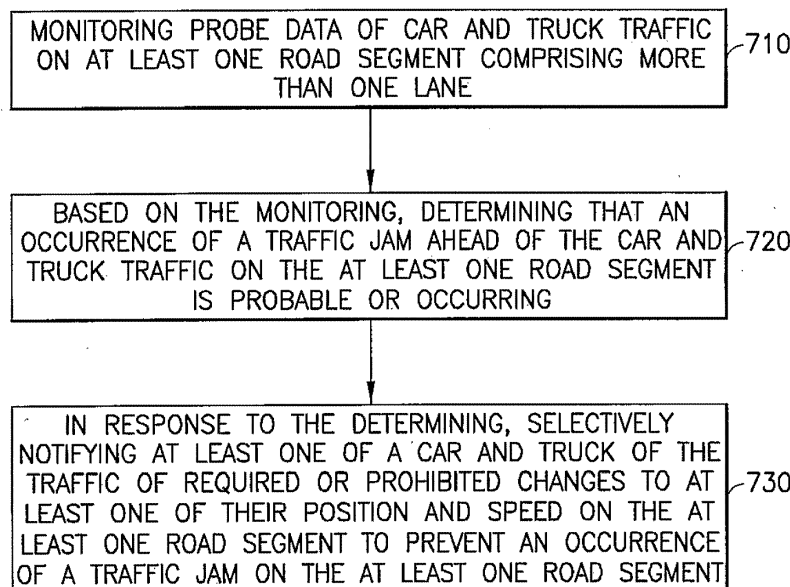 MONITORING PROBE DATA OF CAR AND TRUCK TRAFFIC
ON AT LEAST ONE ROAD SEGMENT COMPRISING MORE
THAN ONE LANE
710
BASED ON THE MONITORING, DETERMINING THAT AN
OCCURRENCE OF A TRAFFIC JAM AHEAD OF THE CAR AND
TRUCK TRAFFIC ON THE AT LEAST ONE ROAD SEGMENT
IS PROBABLE OR OCCURRING
720
IN RESPONSE TO THE DETERMINING, SELECTIVELY
NOTIFYING AT LEAST ONE OF A CAR AND TRUCK OF THE
TRAFFIC OF REQUIRED OR PROHIBITED CHANGES TO AT
LEAST ONE OF THEIR POSITION AND SPEED ON THE AT
LEAST ONE ROAD SEGMENT TO PREVENT AN OCCURRENCE
OF A TRAFFIC JAM ON THE AT LEAST ONE ROAD SEGMENT
730